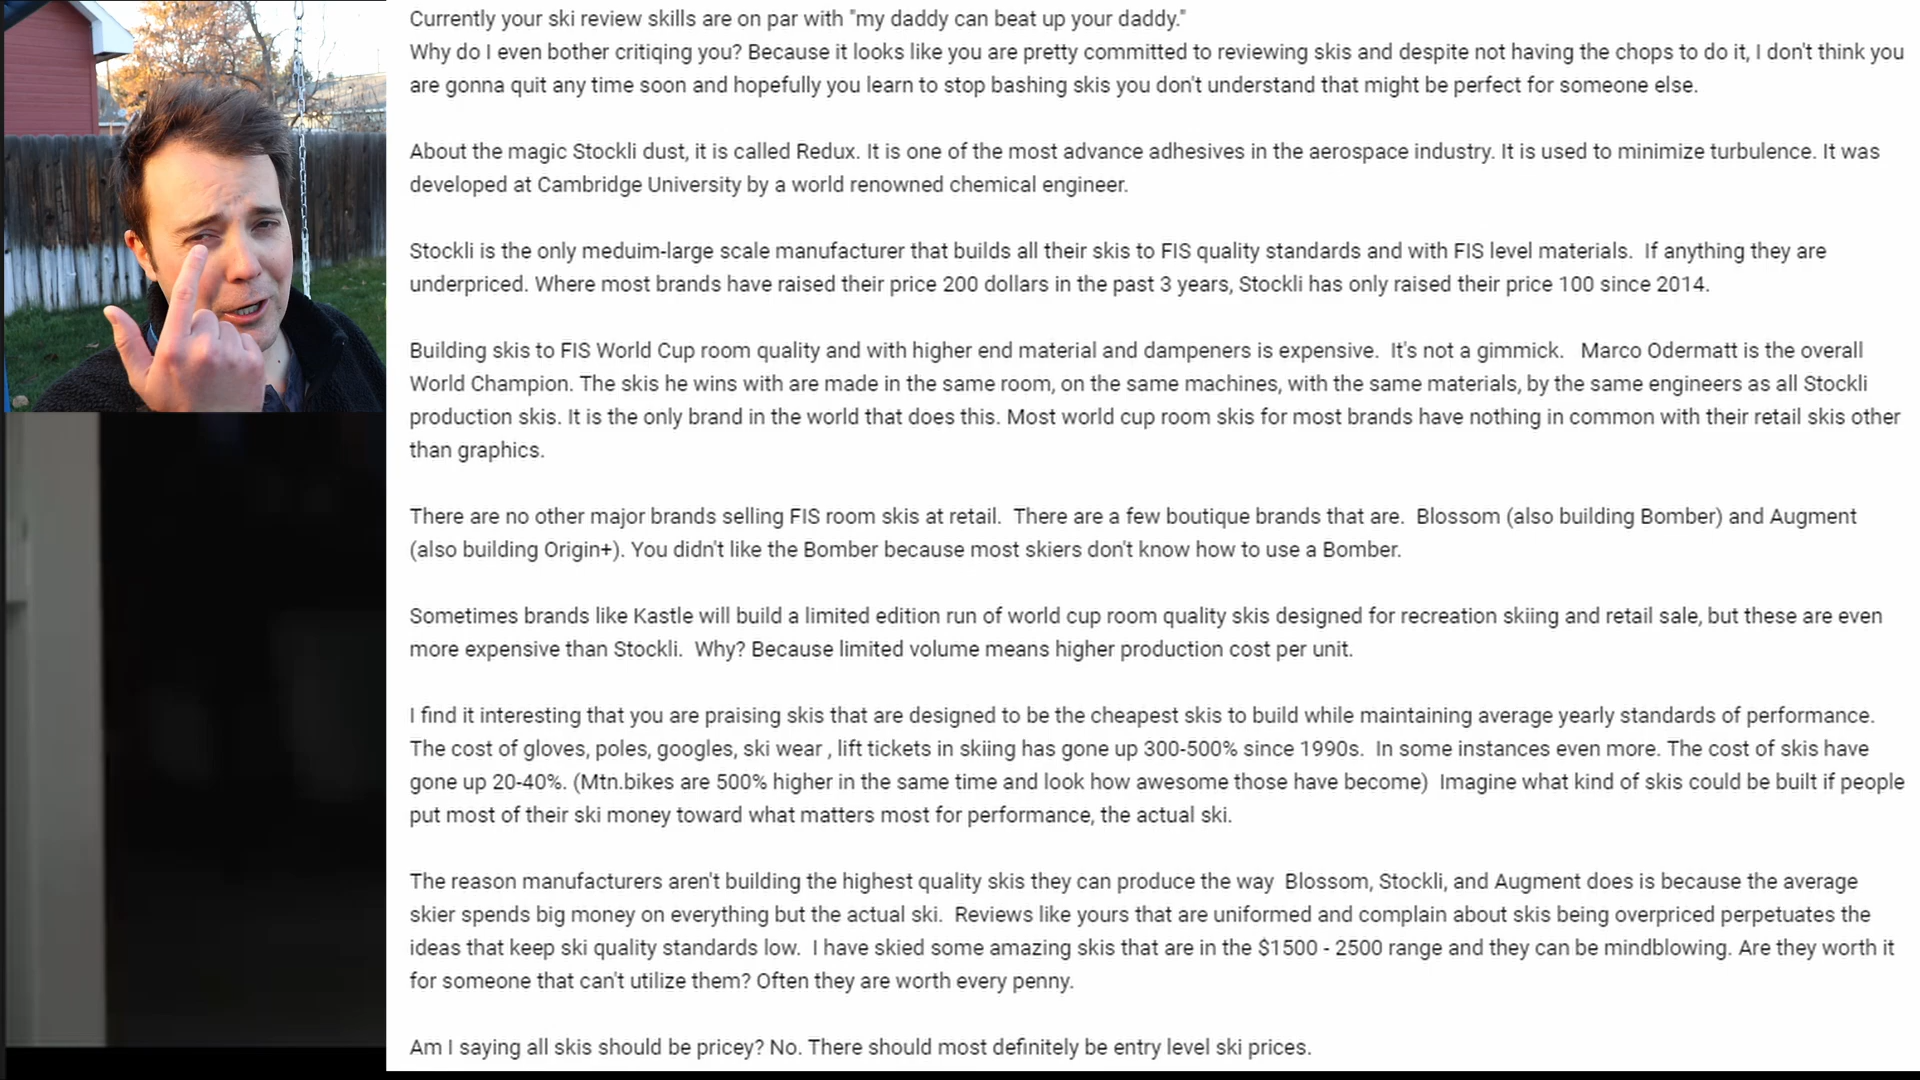 Currently your ski review skills are on par with "my daddy can beat up your daddy."
Why do I even bother critiqing you? Because it looks like you are pretty committed to reviewing skis and despite not having the chops to do it, I don't think you
are gonna quit any time soon and hopefully you learn to stop bashing skis you don't understand that might be perfect for someone else.
About the magic Stockli dust, it is called Redux. It is one of the most advance adhesives in the aerospace industry. It is used to minimize turbulence. It was
developed at Cambridge University by a world renowned chemical engineer.
Stockli is the only meduim-large scale manufacturer that builds all their skis to FIS quality standards and with FIS level materials.  If anything they are
underpriced. Where most brands have raised their price 200 dollars in the past 3 years, Stockli has only raised their price 100 since 2014.
Building skis to FIS World Cup room quality and with higher end material and dampeners is expensive.  It's not a gimmick.   Marco Odermatt is the overall
World Champion. The skis he wins with are made in the same room, on the same machines, with the same materials, by the same engineers as all Stockli
production skis. It is the only brand in the world that does this. Most world cup room skis for most brands have nothing in common with their retail skis other
than graphics.
There are no other major brands selling FIS room skis at retail.  There are a few boutique brands that are.  Blossom (also building Bomber) and Augment
(also building Origin+). You didn't like the Bomber because most skiers don't know how to use a Bomber.
Sometimes brands like Kastle will build a limited edition run of world cup room quality skis designed for recreation skiing and retail sale, but these are even
more expensive than Stockli.  Why? Because limited volume means higher production cost per unit.
I find it interesting that you are praising skis that are designed to be the cheapest skis to build while maintaining average yearly standards of performance.
The cost of gloves, poles, googles, ski wear , lift tickets in skiing has gone up 300-500% since 1990s.  In some instances even more. The cost of skis have
gone up 20-40%. (Mtn.bikes are 500% higher in the same time and look how awesome those have become)  Imagine what kind of skis could be built if people
put most of their ski money toward what matters most for performance, the actual ski.
The reason manufacturers aren't building the highest quality skis they can produce the way  Blossom, Stockli, and Augment does is because the average
skier spends big money on everything but the actual ski.  Reviews like yours that are uniformed and complain about skis being overpriced perpetuates the
ideas that keep ski quality standards low.  I have skied some amazing skis that are in the $1500 - 2500 range and they can be mindblowing. Are they worth it
for someone that can't utilize them? Often they are worth every penny.
Am I saying all skis should be pricey? No. There should most definitely be entry level ski prices.